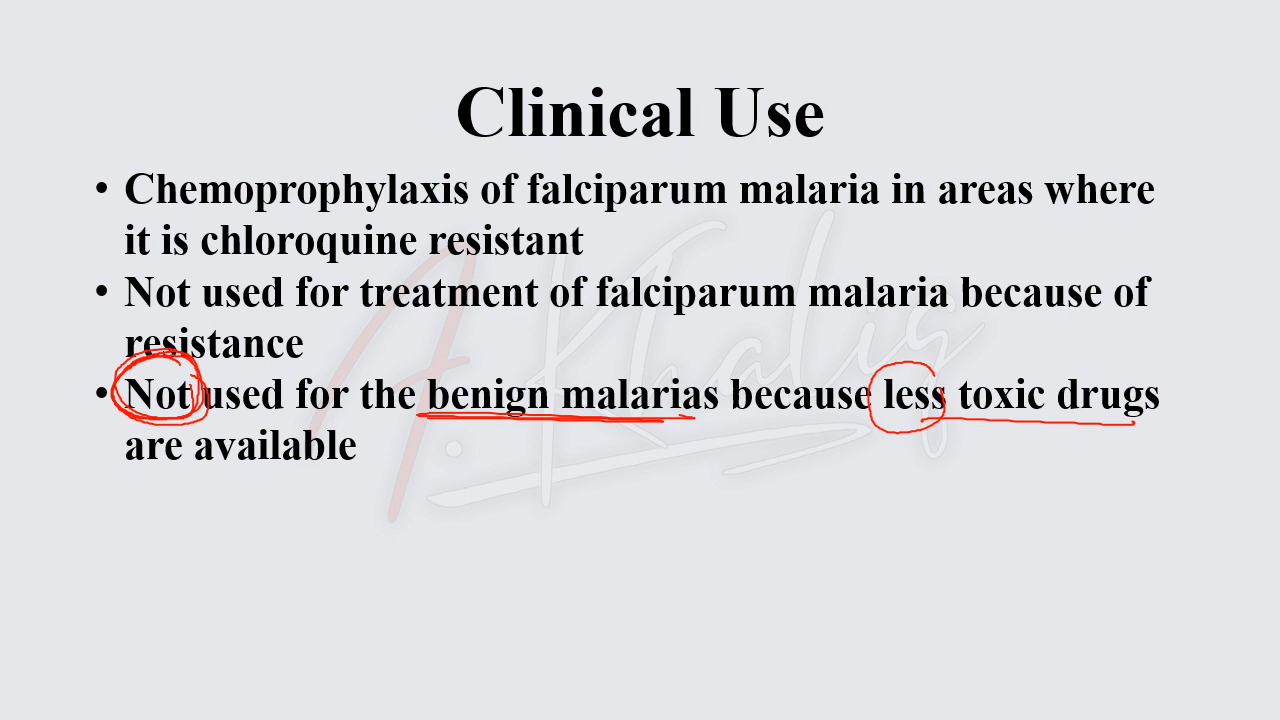 Clinical Use
• Chemoprophylaxis of falciparum malaria in areas where
it is chloroquine resistant
• Not used for treatment of falciparum malaria because of
resistance
• Not used for the benign malarias because less toxic drugs
are available
A.Khaliq